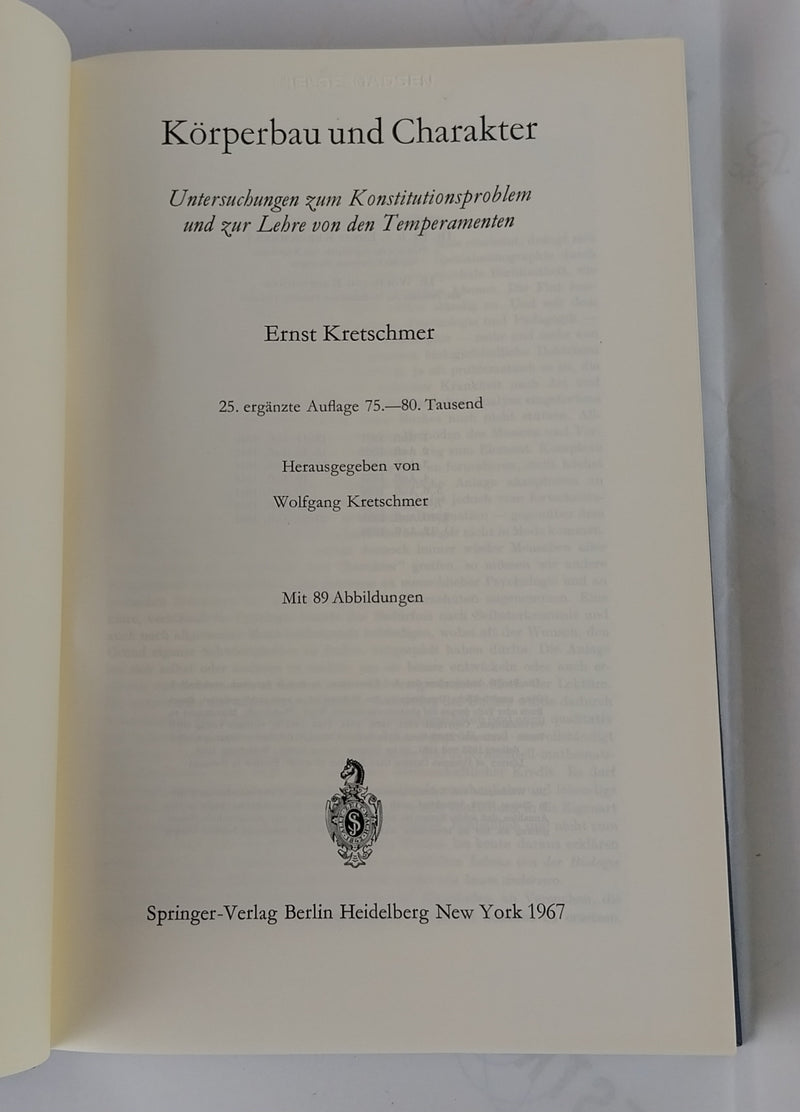 Körperbau und Charakter
Untersuchungen zum Konstitutionsproblem
und zur Lehre von den Temperamenten
Ernst Kretschmer
25. ergänzte Auflage 75.—80. Tausend
Herausgegeben von
Wolfgang Kretschmer
Mit 89 Abbildungen
Springer-Verlag Berlin Heidelberg New York 1967